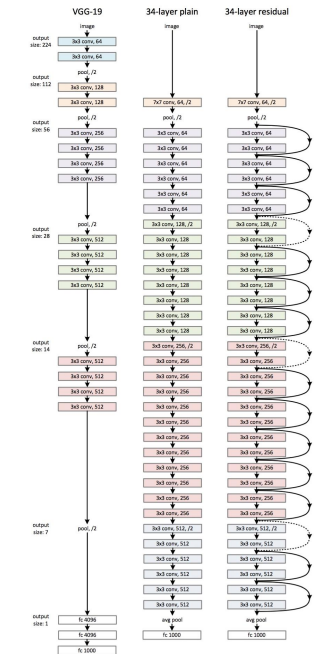 VGG-19
image
output
size: 224
3x3 conv, 64
3x3 conv, 64
pool, /2
output
size: 112
3x3 conv, 128
3x3 conv, 128
pool, /2
output
size: 56
3x3 conv, 256
3x3 conv, 256
3x3 conv, 256
3x3 conv, 256
pool, /2
output
size: 28
3x3 conv, 512
3x3 conv, 512
3x3 conv, 512
3x3 conv, 512
pool, /2
output
size: 14
3x3 conv, 512
3x3 conv, 512
3x3 conv, 512
3x3 conv, 512
output
size: 7
pool, /2
output
size: 1
fc 4096
fc 4096
fc 1000
34-layer plain
image
7x7 conv, 64, /2
pool, /2
3x3 conv, 64
3x3 conv, 64
3x3 conv, 64
3x3 conv, 64
3x3 conv, 64
3x3 conv, 64
3x3 conv, 128, /2
3x3 conv, 128
3x3 conv, 128
3x3 conv, 128
3x3 conv, 128
3x3 conv, 128
3x3 conv, 128
3x3 conv, 128
3x3 conv, 256, /2
3x3 conv, 256
3x3 conv, 256
3x3 conv, 256
3x3 conv, 256
3x3 conv, 256
3x3 conv, 256
3x3 conv, 256
3x3 conv, 256
3x3 conv, 256
3x3 conv, 256
3x3 conv, 256
3x3 conv, 512, /2
3x3 conv, 512
3x3 conv, 512
3x3 conv, 512
3x3 conv, 512
3x3 conv, 512
avg pool
fc 1000
34-layer residual
image
7x7 conv, 64, /2
pool, /2
3x3 conv, 64
3x3 conv, 64
3x3 conv, 64
3x3 conv, 64
3x3 conv, 64
3x3 conv, 64
3x3 conv, 128, /2
3x3 conv, 128
3x3 conv, 128
3x3 conv, 128
3x3 conv, 128
3x3 conv, 128
3x3 conv, 128
3x3 conv, 128
3x3 conv, 256, /2
3x3 conv, 256
3x3 conv, 256
3x3 conv, 256
3x3 conv, 256
3x3 conv, 256
3x3 conv, 256
3x3 conv, 256
3x3 conv, 256
3x3 conv, 256
3x3 conv, 256
3x3 conv, 256
3x3 conv, 512, /2
3x3 conv, 512
3x3 conv, 512
3x3 conv, 512
3x3 conv, 512
3x3 conv, 512
avg pool
fc 1000